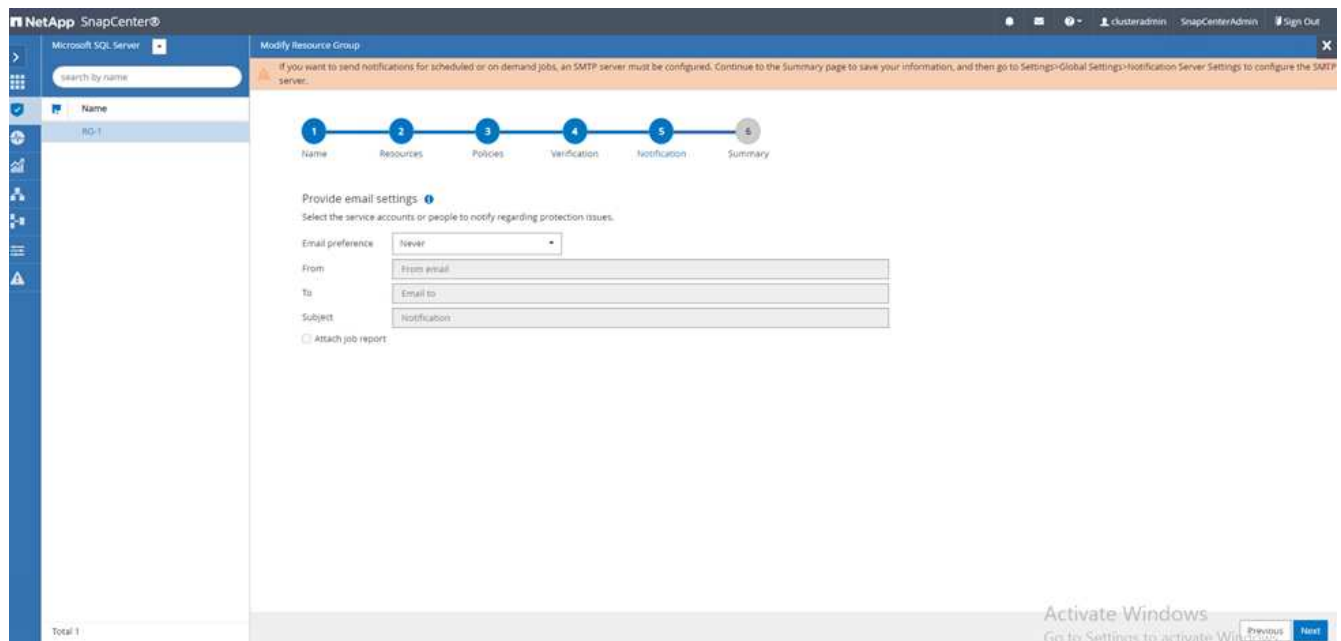 NetApp SnapCenter®
clusteradmin SnapCenterAdmin Sign Out
Microsoft SQL Server
search by name
Name
RG-1
Total 1
Modify Resource Group
If you want to send notifications for scheduled or on demand jobs, an SMTP server must be configured. Continue to the Summary page to save your information, and then go to Settings>Global Settings>Notification Server Settings to configure the SMTP
server.
1 2 3 4 5 6
Name Resources Policies Verification Notification Summary
Provide email settings
Select the service accounts or people to notify regarding protection issues.
Email preference Never
From From email
To Email to
Subject Notification
Attach job report
Activate Windows
Go to Settings to activate Windows
Previous Next